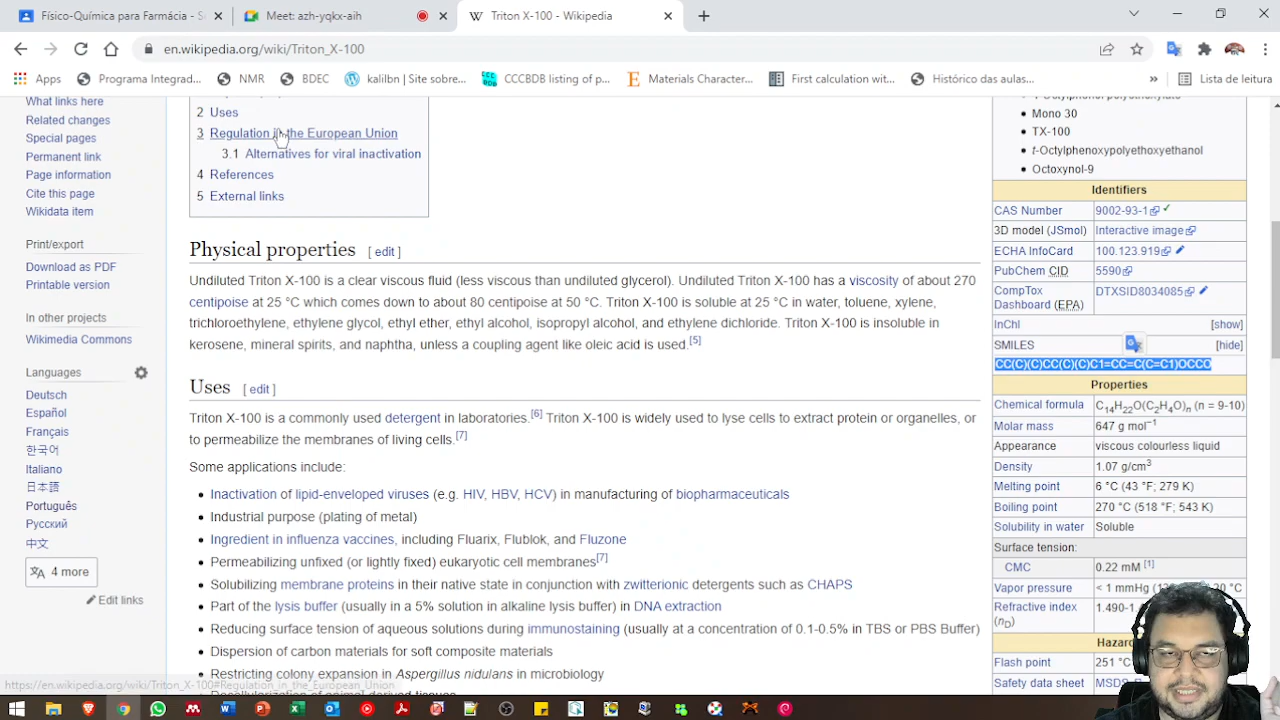 Físico-Química para Farmácia - S
Meet: azh-yqkx-aih
Triton X-100 - Wikipedia
en.wikipedia.org/wiki/Triton_X-100
Apps
Programa Integrad...
NMR
BDEC
kalilbn | Site sobre...
CCCBDB listing of p...
Materials Character...
First calculation wit...
Histórico das aulas...
»
Lista de leitura
What links here
Related changes
Special pages
Permanent link
Page information
Cite this page
Wikidata item
Print/export
Download as PDF
Printable version
In other projects
Wikimedia Commons
Languages
Deutsch
Español
Français
한국어
Italiano
日本語
Português
Русский
中文
4 more
Edit links
2 Uses
3 Regulation in the European Union
3.1 Alternatives for viral inactivation
4 References
5 External links
Physical properties [ edit ]
Undiluted Triton X-100 is a clear viscous fluid (less viscous than undiluted glycerol). Undiluted Triton X-100 has a viscosity of about 270
centipoise at 25 °C which comes down to about 80 centipoise at 50 °C. Triton X-100 is soluble at 25 °C in water, toluene, xylene,
trichloroethylene, ethylene glycol, ethyl ether, ethyl alcohol, isopropyl alcohol, and ethylene dichloride. Triton X-100 is insoluble in
kerosene, mineral spirits, and naphtha, unless a coupling agent like oleic acid is used.[5]
Uses [ edit ]
Triton X-100 is a commonly used detergent in laboratories.[6] Triton X-100 is widely used to lyse cells to extract protein or organelles, or
to permeabilize the membranes of living cells.[7]
Some applications include:
• Inactivation of lipid-enveloped viruses (e.g. HIV, HBV, HCV) in manufacturing of biopharmaceuticals
• Industrial purpose (plating of metal)
• Ingredient in influenza vaccines, including Fluarix, Flublok, and Fluzone
• Permeabilizing unfixed (or lightly fixed) eukaryotic cell membranes[7]
• Solubilizing membrane proteins in their native state in conjunction with zwitterionic detergents such as CHAPS
• Part of the lysis buffer (usually in a 5% solution in alkaline lysis buffer) in DNA extraction
• Reducing surface tension of aqueous solutions during immunostaining (usually at a concentration of 0.1-0.5% in TBS or PBS Buffer)
• Dispersion of carbon materials for soft composite materials
• Restricting colony expansion in Aspergillus nidulans in microbiology
• Mono 30
• TX-100
• t-Octylphenoxypolyethoxyethanol
• Octoxynol-9
Identifiers
CAS Number 9002-93-1
3D model (JSmol) Interactive image
ECHA InfoCard 100.123.919
PubChem CID 5590
CompTox DTXSID8034085
Dashboard (EPA)
InChI [show]
SMILES [hide]
CC(C)(C)CC(C)(C)C1=CC=C(C=C1)OCCO
Properties
Chemical formula C14H22O(C2H4O)n (n = 9-10)
Molar mass 647 g mol−1
Appearance viscous colourless liquid
Density 1.07 g/cm3
Melting point 6 °C (43 °F; 279 K)
Boiling point 270 °C (518 °F; 543 K)
Solubility in water Soluble
Surface tension:
CMC 0.22 mM [1]
Vapor pressure < 1 mmHg
Refractive index 1.490-1
(nD)
Flash point 251 °C
Safety data sheet MSDS
https://en.wikipedia.org/wiki/Triton_X-100#Regulation_in_the_European_Union